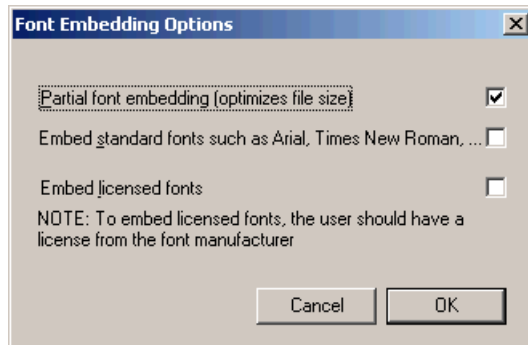 Font Embedding Options
Partial font embedding (optimizes file size)
Embed standard fonts such as Arial, Times New Roman, ...
Embed licensed fonts
NOTE: To embed licensed fonts, the user should have a
license from the font manufacturer
Cancel OK